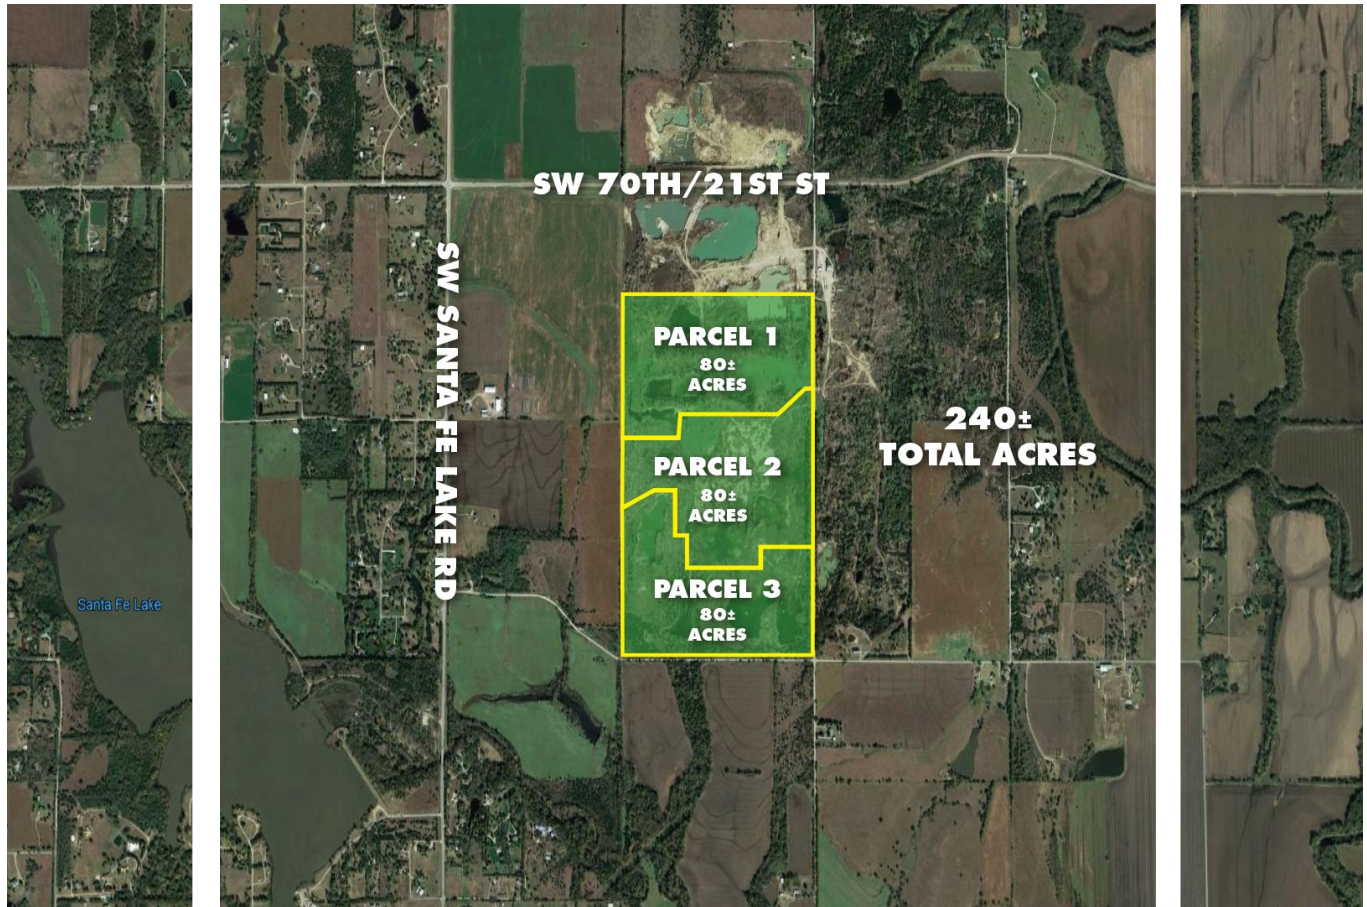 SW 70TH/21ST ST
SW SANTA FE LAKE RD
PARCEL 1
80±
ACRES
PARCEL 2
80±
ACRES
PARCEL 3
80±
ACRES
240±
TOTAL ACRES
Santa Fe Lake